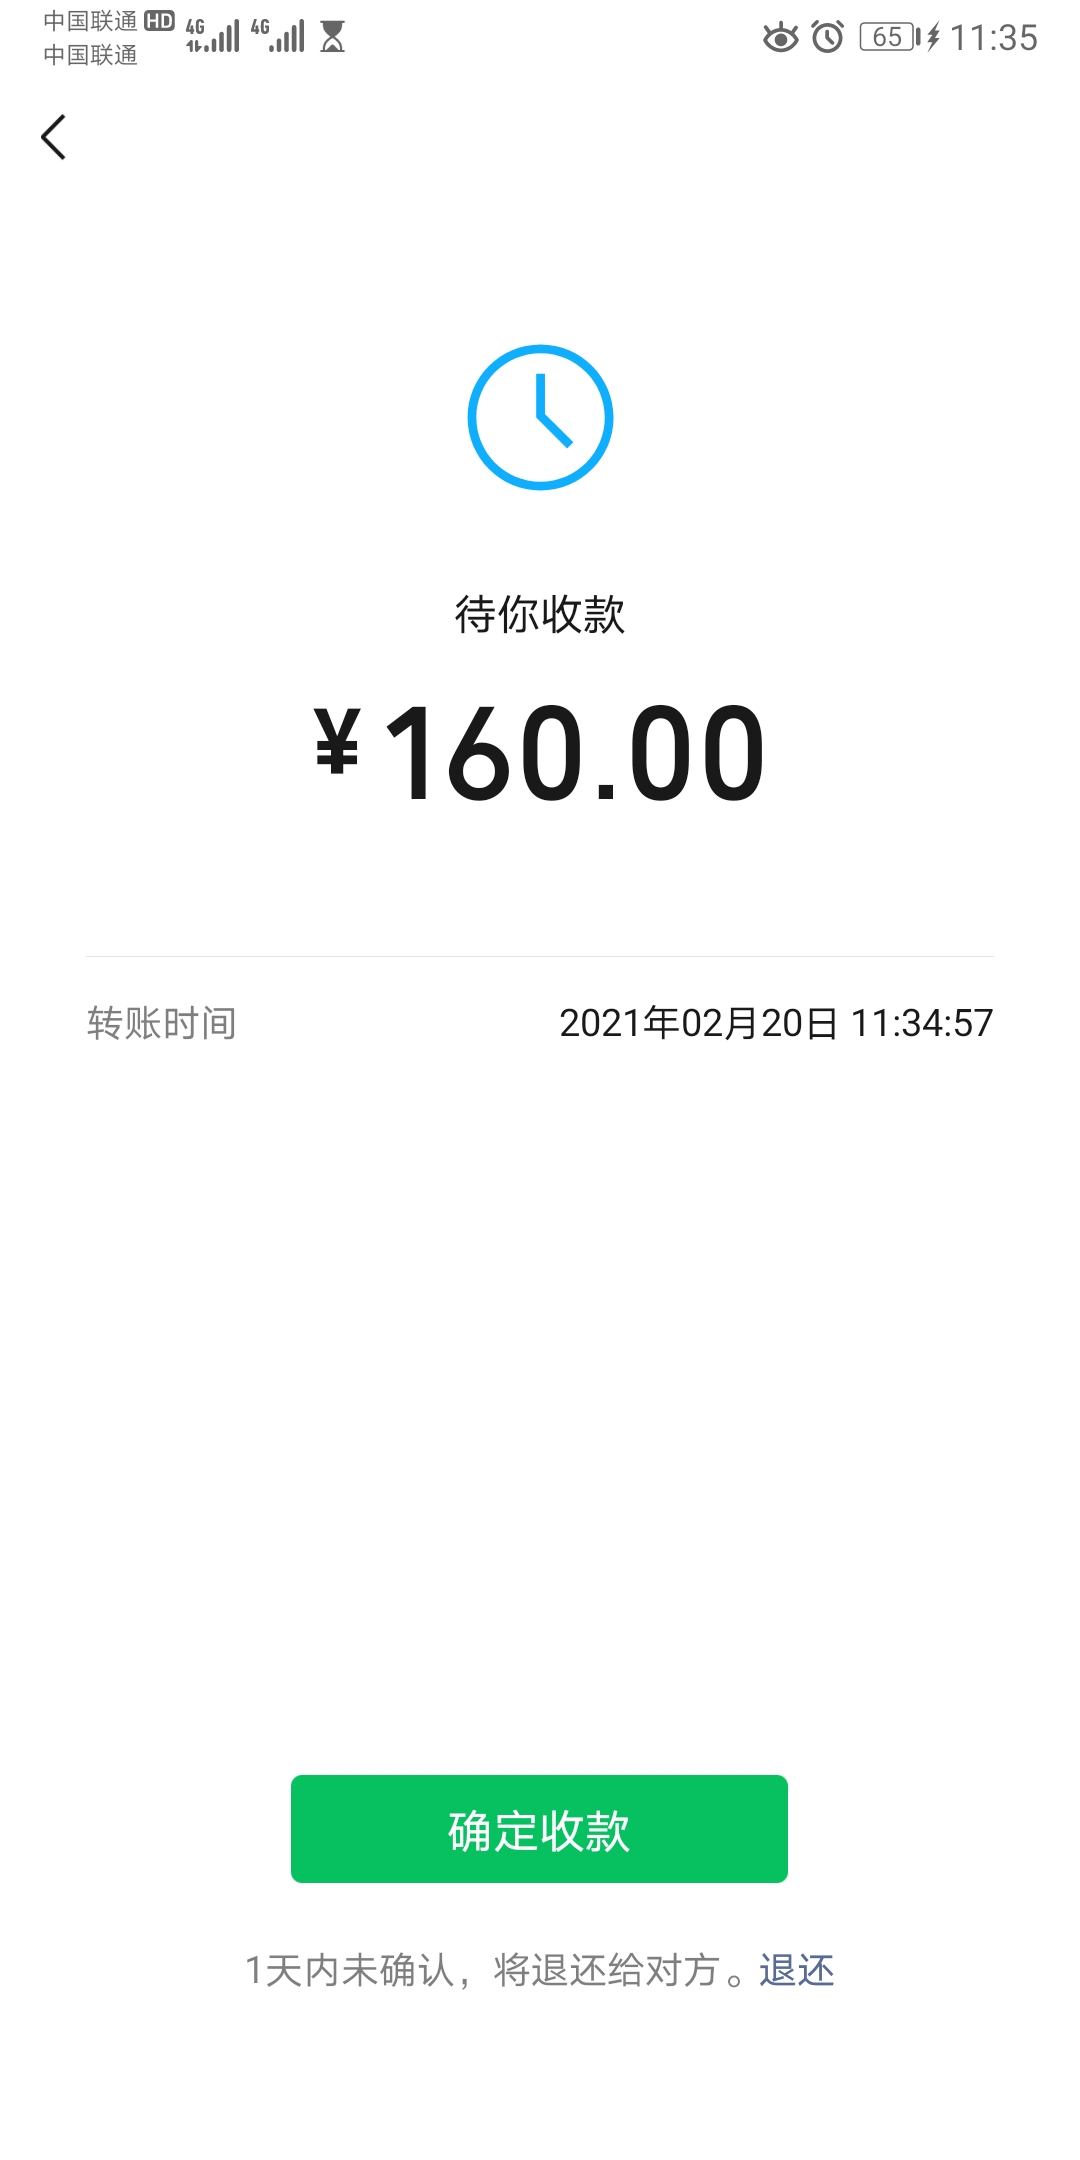 中国联通 HD 4G 4G 65 11:35
中国联通
待你收款
¥160.00
转账时间 2021年02月20日 11:34:57
确定收款
1天内未确认，将退还给对方。退还